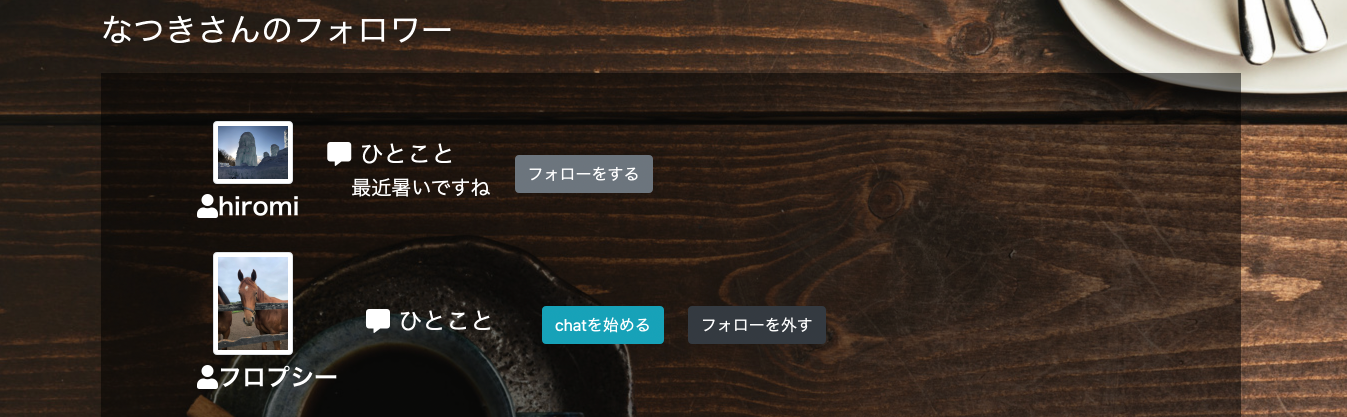 なつきさんのフォロワー
ひとこと
最近暑いですね
フォローをする
hiromi
ひとこと
chatを始める
フォローを外す
フロプシー